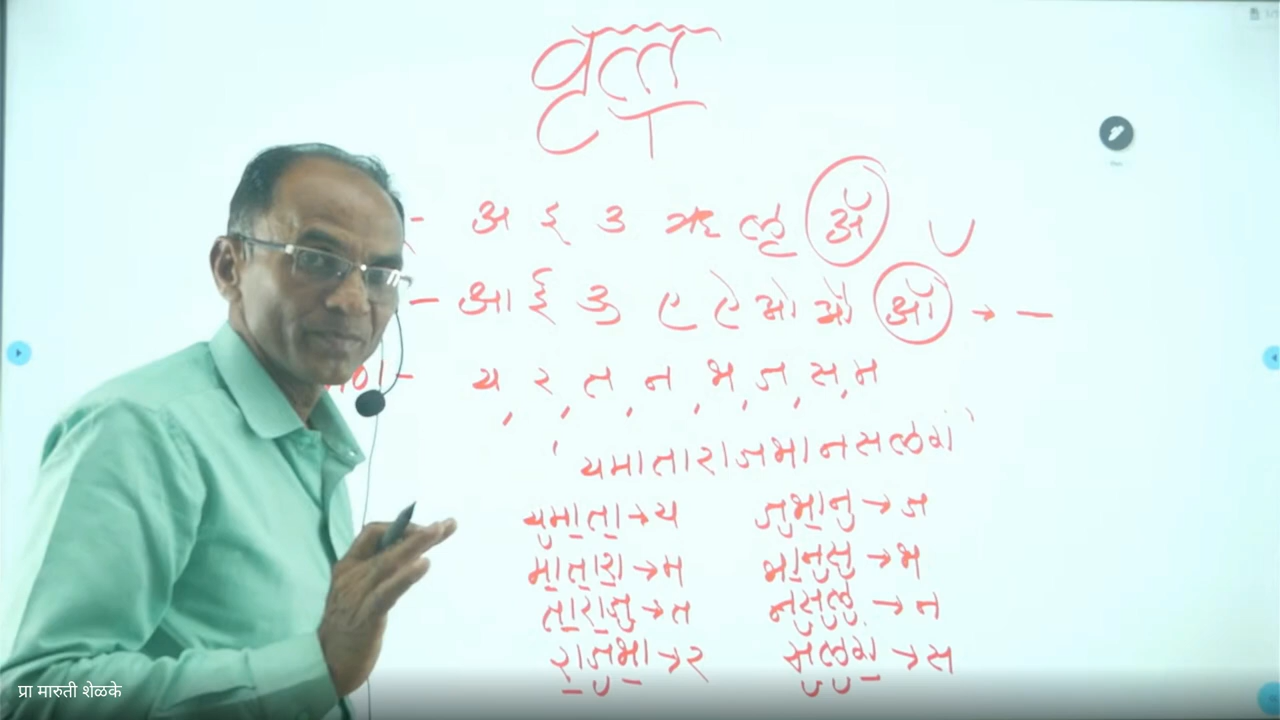 वृत्त
- अ इ उ ऋ ऌ अॅ ◡
- आ ई ऊ ए ऐ ओ औ ऑ → —
- य, र, त, न, भ, ज, स, म
'यमाताराजभानसलगं'
यमाता → य जभान → ज
मातारा → म भानस → भ
ताराज → त नसल → न
राजभा → र सलगं → स
प्रा मारुती शेळके